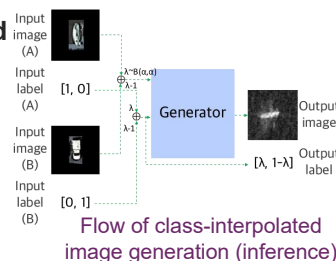 d
Input
image
(A)
λ~B(α,α)
λ-1
Input
label
(A)
[1, 0]
λ
λ-1
Generator
Output
image
Input
image
(B)
[λ, 1-λ]
Output
label
Input
label
(B)
[0, 1]
Flow of class-interpolated
image generation (inference)